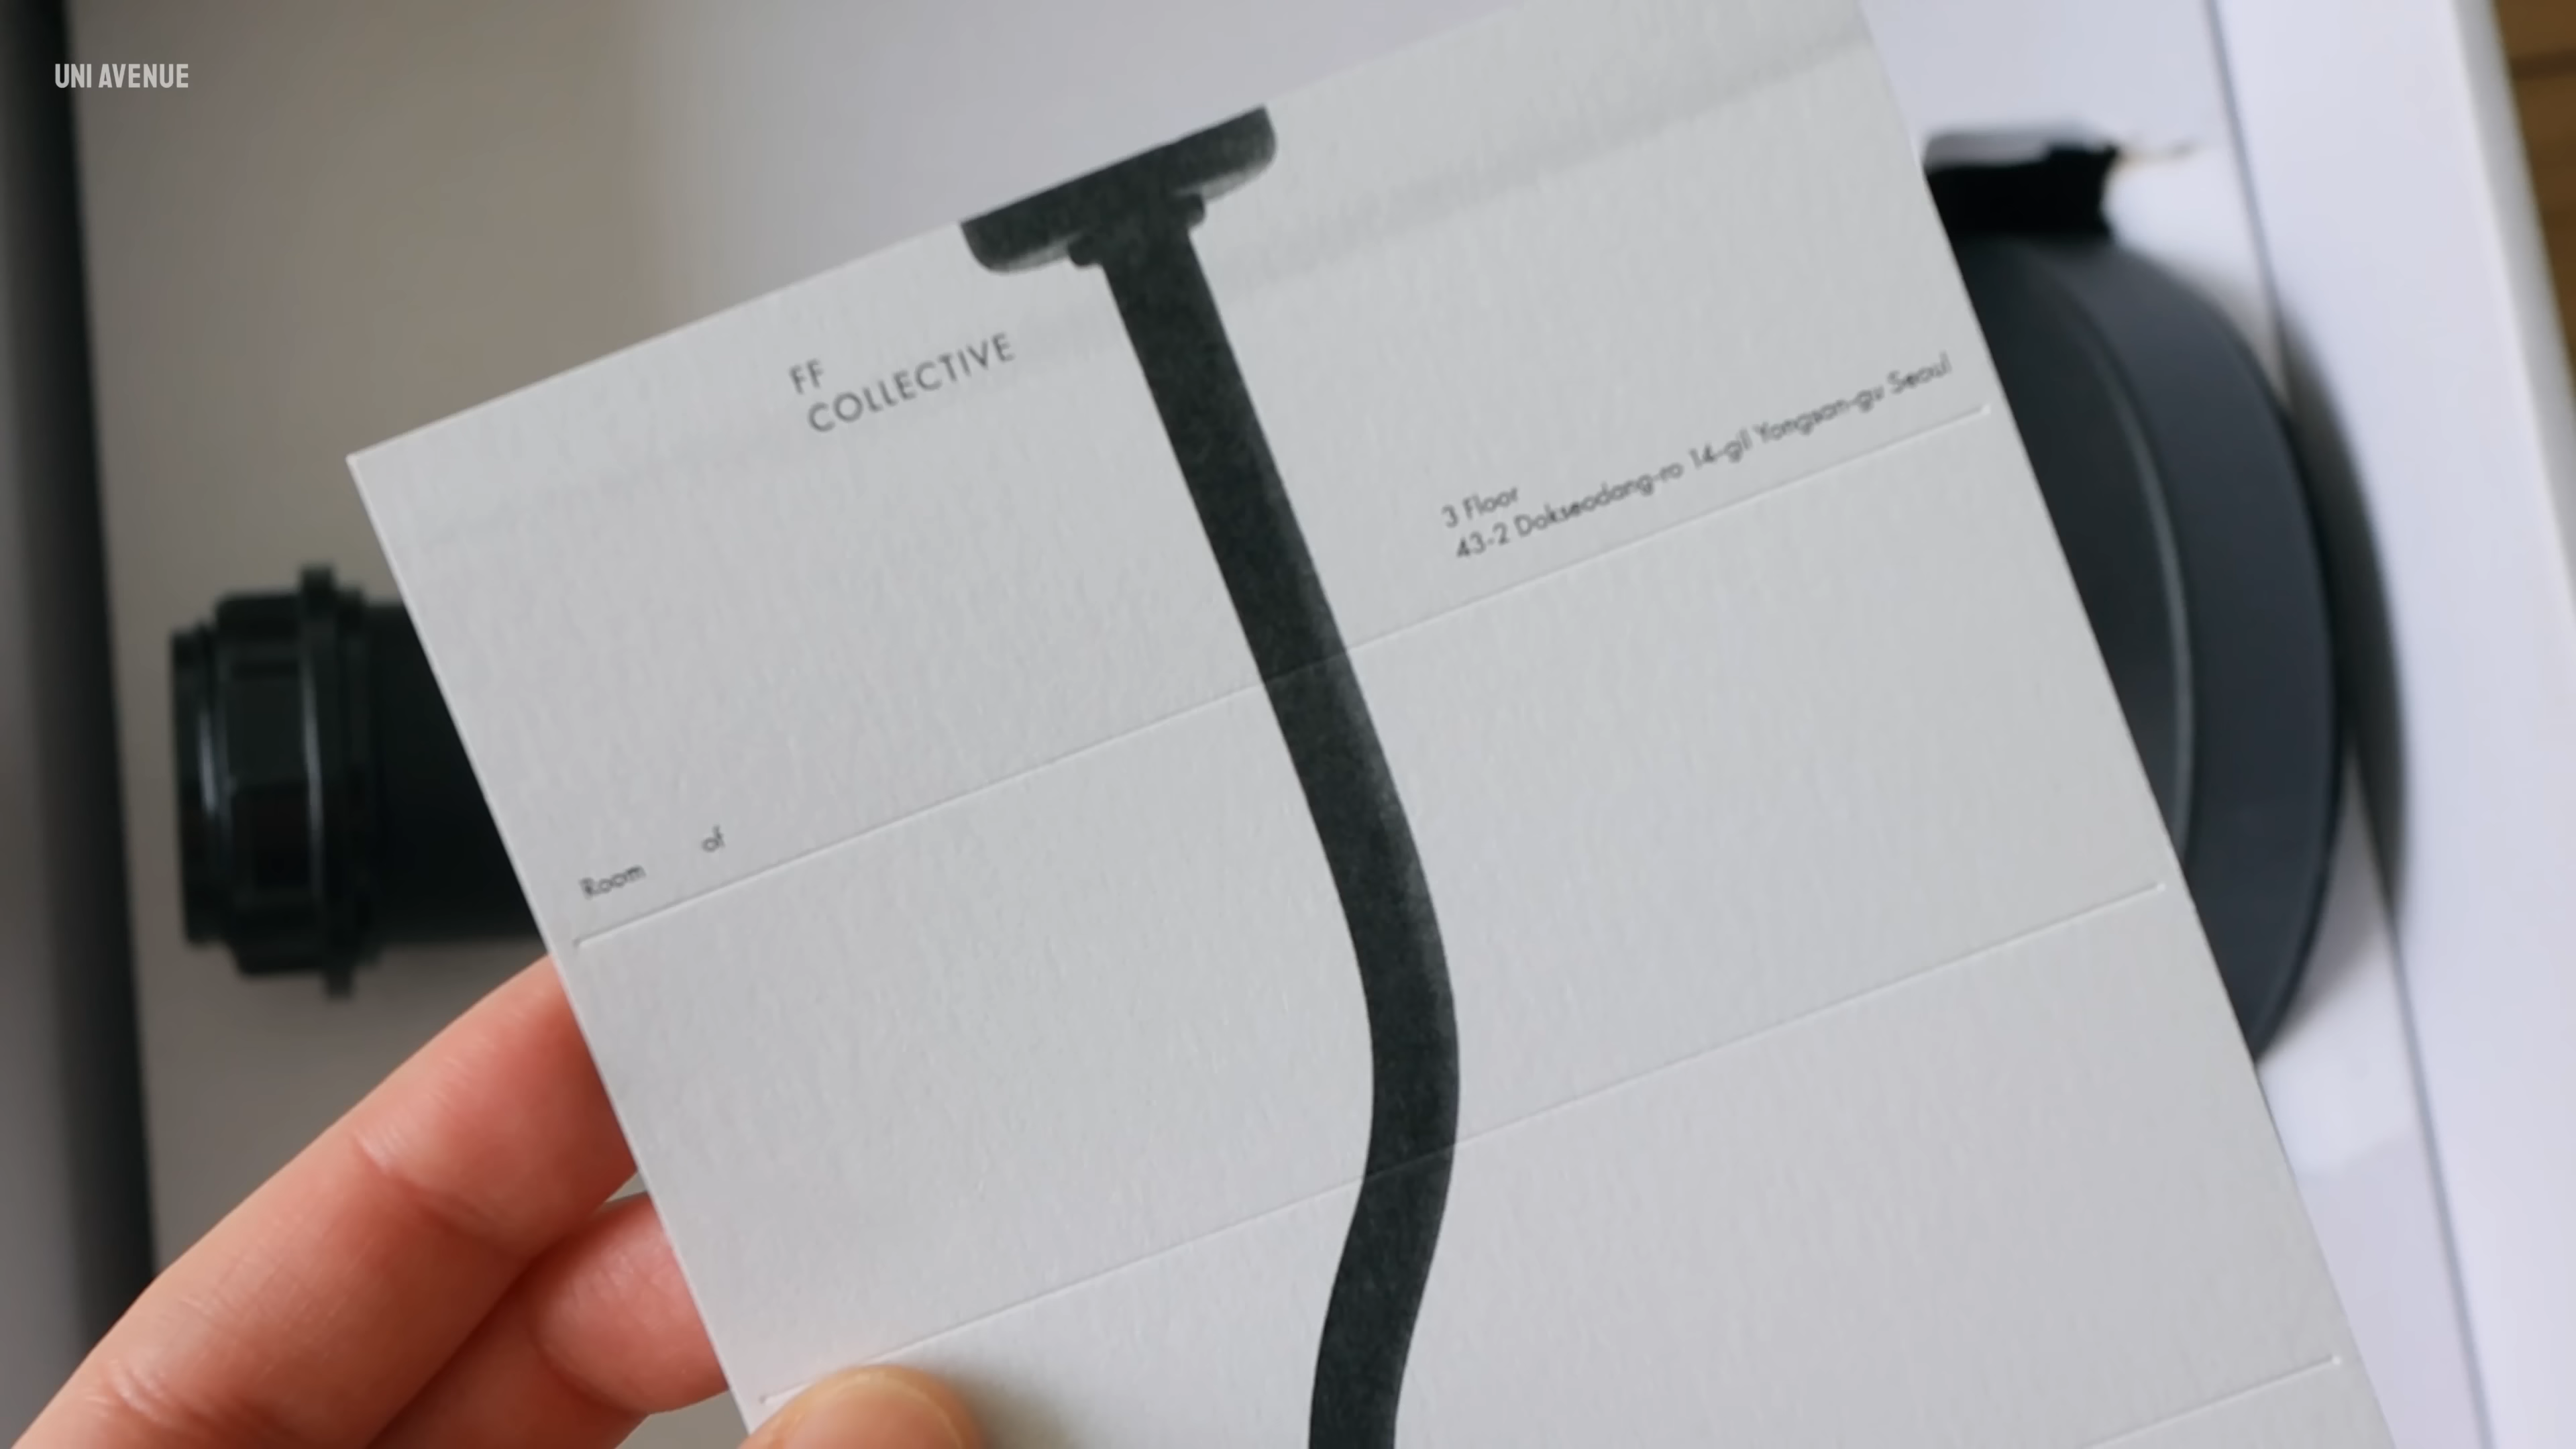 UNI AVENUE
FF
COLLECTIVE
3 Floor
43-2 Dokseodang-ro 14-gil Yongsan-gu Seoul
Room of